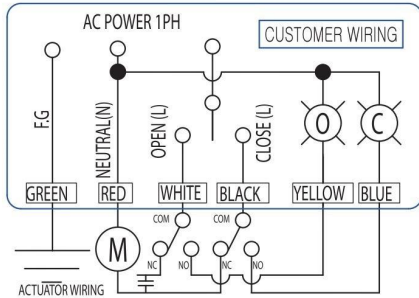 AC POWER 1PH
CUSTOMER WIRING
F.G
NEUTRAL(N)
OPEN (L)
CLOSE (L)
O
C
GREEN
RED
WHITE
BLACK
YELLOW
BLUE
COM
COM
M
NC
NO
NC
NO
ACTUATOR WIRING